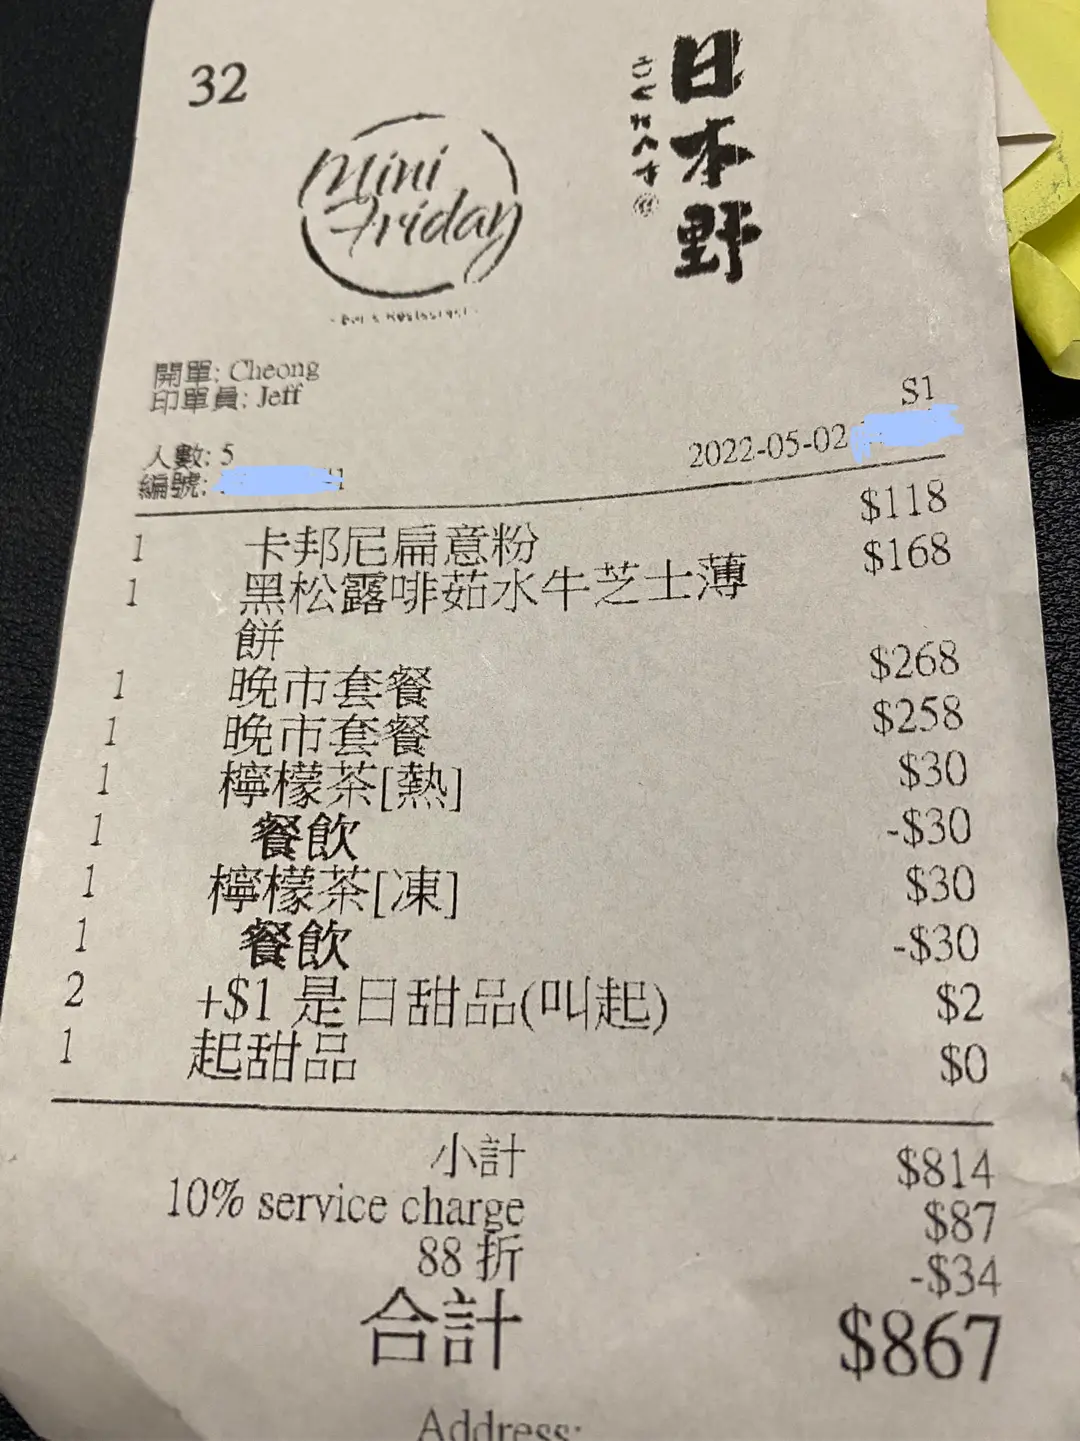 32
Mini
Friday
日本野
開單: Cheong
印單員: Jeff
S1
人數: 5
2022-05-02
編號:
1 卡邦尼扁意粉 $118
1 黑松露啡茹水牛芝士薄 $168
餅
1 晚市套餐 $268
1 晚市套餐 $258
1 檸檬茶[熱] $30
1 餐飲 -$30
1 檸檬茶[凍] $30
1 餐飲 -$30
2 +$1 是日甜品(叫起) $2
1 起甜品 $0
小計 $814
10% service charge $87
88 折 -$34
合計 $867
Address: